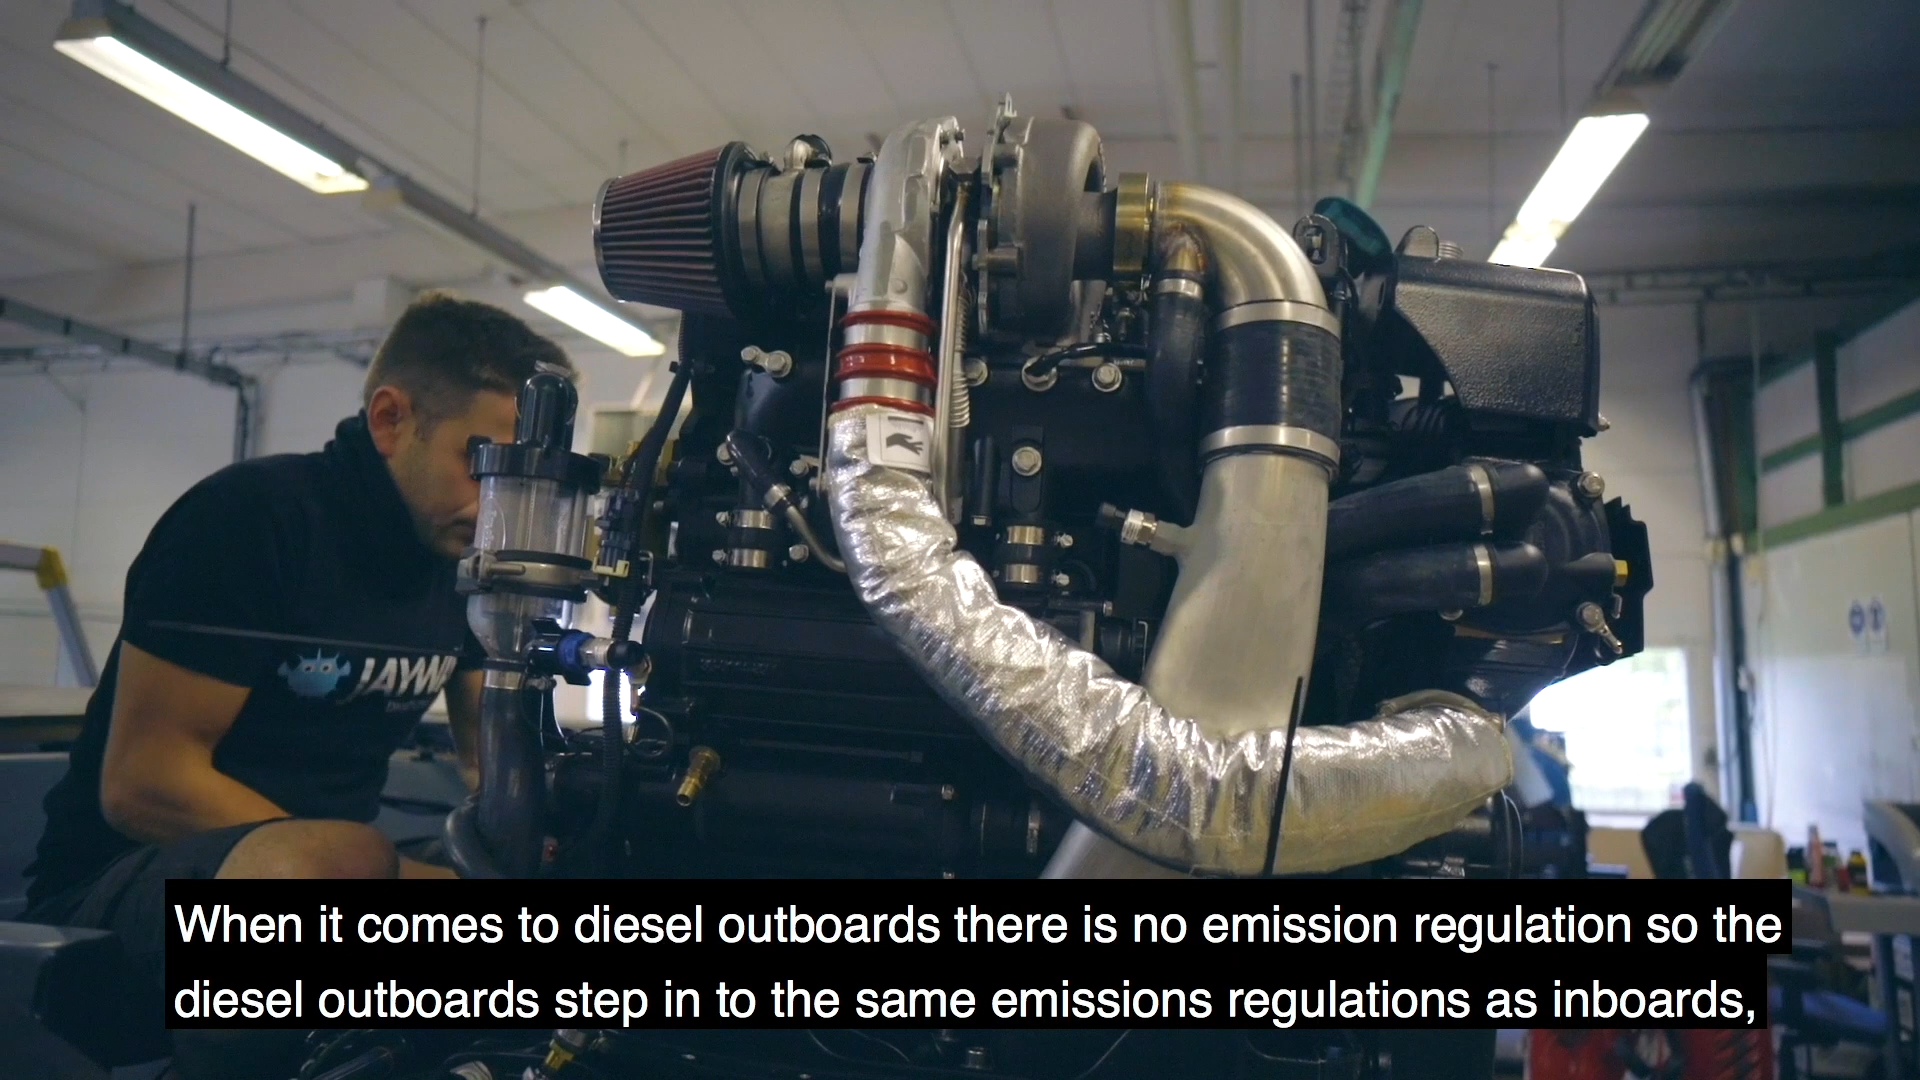 JAYW
When it comes to diesel outboards there is no emission regulation so the
diesel outboards step in to the same emissions regulations as inboards,